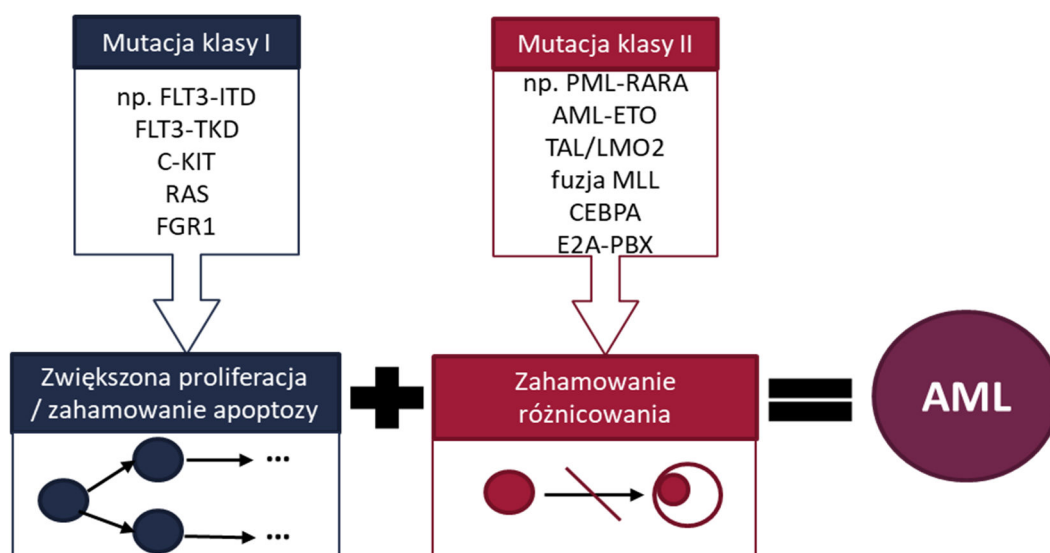 Mutacja klasy I
np. FLT3-ITD
FLT3-TKD
C-KIT
RAS
FGR1
Mutacja klasy II
np. PML-RARA
AML-ETO
TAL/LMO2
fuzja MLL
CEBPA
E2A-PBX
Zwiększona proliferacja
/ zahamowanie apoptozy
...
...
Zahamowanie
różnicowania
AML